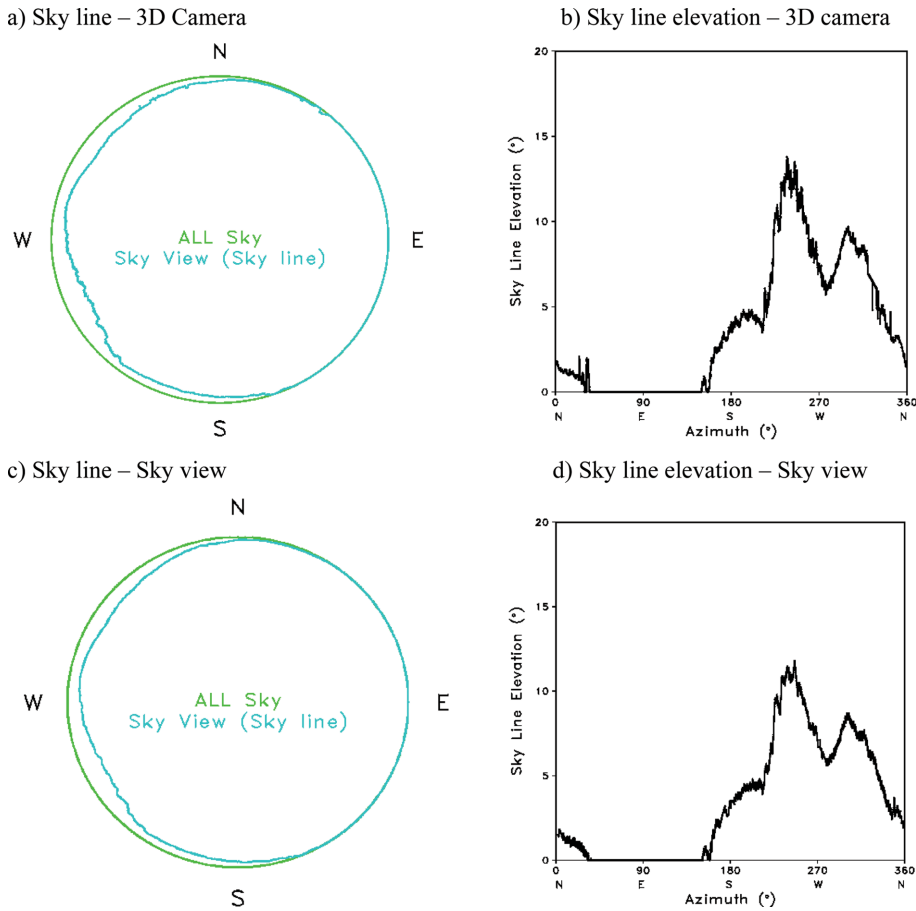 a) Sky line – 3D Camera
N
W
E
S
ALL Sky
Sky View (Sky line)
b) Sky line elevation – 3D camera
20
15
10
5
0
Sky Line Elevation (°)
0 90 180 270 360
N E S W N
Azimuth (°)
c) Sky line – Sky view
N
W
E
S
ALL Sky
Sky View (Sky line)
d) Sky line elevation – Sky view
20
15
10
5
0
Sky Line Elevation (°)
0 90 180 270 360
N E S W N
Azimuth (°)